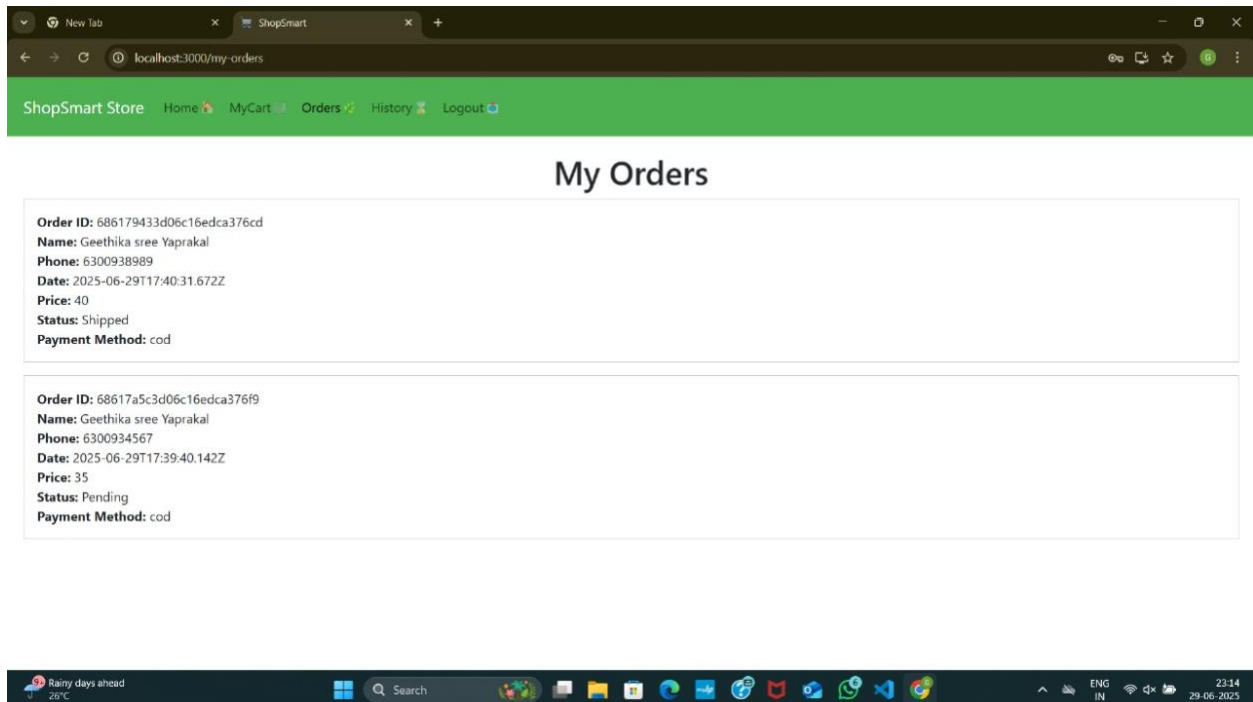 New Tab
ShopSmart
localhost:3000/my-orders
G
ShopSmart Store Home MyCart Orders History Logout
My Orders
Order ID: 686179433d06c16edca376cd
Name: Geethika sree Yaprakal
Phone: 6300938989
Date: 2025-06-29T17:40:31.672Z
Price: 40
Status: Shipped
Payment Method: cod
Order ID: 68617a5c3d06c16edca376f9
Name: Geethika sree Yaprakal
Phone: 6300934567
Date: 2025-06-29T17:39:40.142Z
Price: 35
Status: Pending
Payment Method: cod
9+
Rainy days ahead
26°C
Search
ENG
IN
23:14
29-06-2025